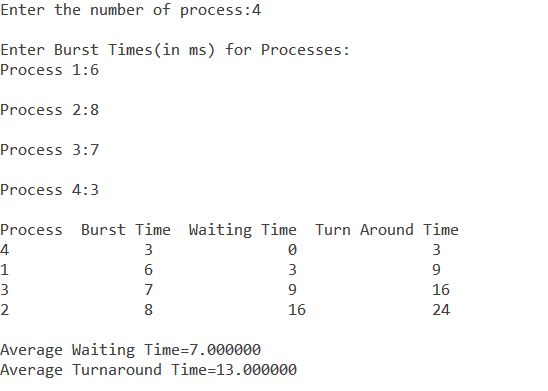 Enter the number of process:4
Enter Burst Times(in ms) for Processes:
Process 1:6
Process 2:8
Process 3:7
Process 4:3
Process  Burst Time  Waiting Time  Turn Around Time
4 3 0 3
1 6 3 9
3 7 9 16
2 8 16 24
Average Waiting Time=7.000000
Average Turnaround Time=13.000000